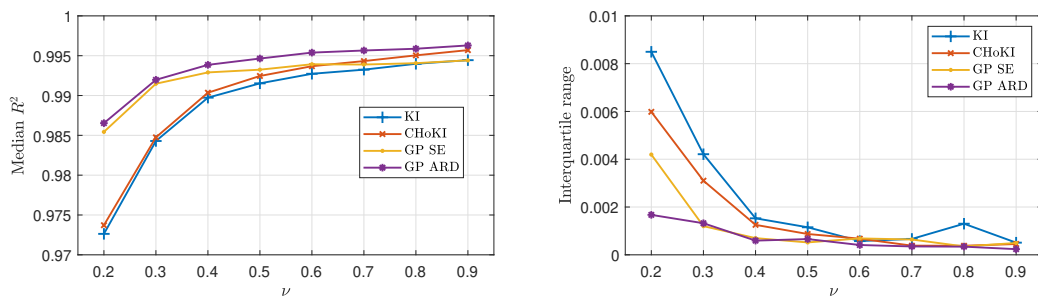 1
0.995
0.99
0.985
0.98
0.975
0.97
Median R²
0.2 0.3 0.4 0.5 0.6 0.7 0.8 0.9
ν
KI
CHoKI
GP SE
GP ARD
0.01
0.008
0.006
0.004
0.002
0
Interquartile range
0.2 0.3 0.4 0.5 0.6 0.7 0.8 0.9
ν
KI
CHoKI
GP SE
GP ARD